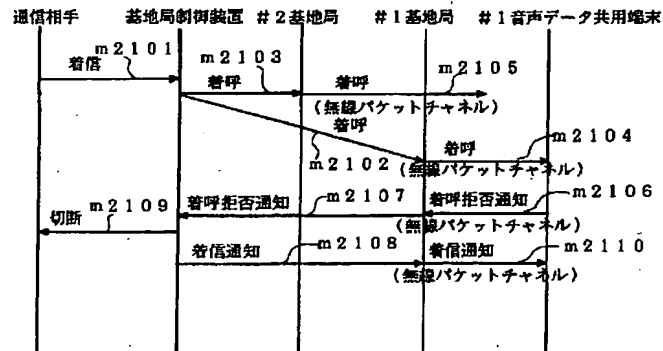 通信相手 基地局制御装置 #2基地局 #1基地局 #1音声データ共用端末
m2101
着信
m2103
着呼
着呼
m2105
(無線パケットチャネル)
着呼
m2102
着呼
m2104
(無線パケットチャネル)
m2107
着呼拒否通知
着呼拒否通知
m2106
(無線パケットチャネル)
切断
m2109
着信通知
m2108
着信通知
m2110
(無線パケットチャネル)